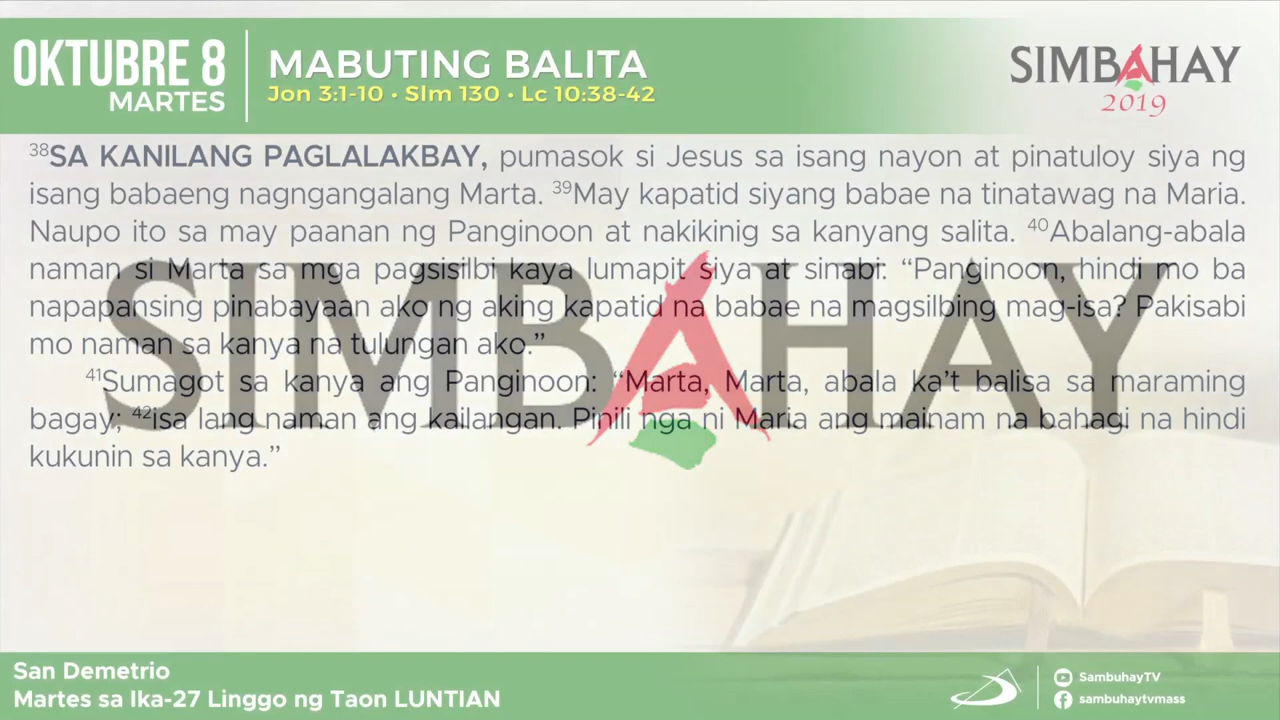 OKTUBRE 8
MARTES
MABUTING BALITA
Jon 3:1-10 • Slm 130 • Lc 10:38-42
SIMBAHAY
2019
³⁸SA KANILANG PAGLALAKBAY, pumasok si Jesus sa isang nayon at pinatuloy siya ng
isang babaeng nagngangalang Marta. ³⁹May kapatid siyang babae na tinatawag na Maria.
Naupo ito sa may paanan ng Panginoon at nakikinig sa kanyang salita. ⁴⁰Abalang-abala
naman si Marta sa mga pagsisilbi kaya lumapit siya at sinabi: “Panginoon, hindi mo ba
napapansing pinabayaan ako ng aking kapatid na babae na magsilbing mag-isa? Pakisabi
mo naman sa kanya na tulungan ako.”
⁴¹Sumagot sa kanya ang Panginoon: “Marta, Marta, abala ka’t balisa sa maraming
bagay; ⁴²isa lang naman ang kailangan. Pinili nga ni Maria ang mainam na bahagi na hindi
kukunin sa kanya.”
SIMBAHAY
San Demetrio
Martes sa Ika-27 Linggo ng Taon LUNTIAN
SambuhayTV
sambuhaytvmass